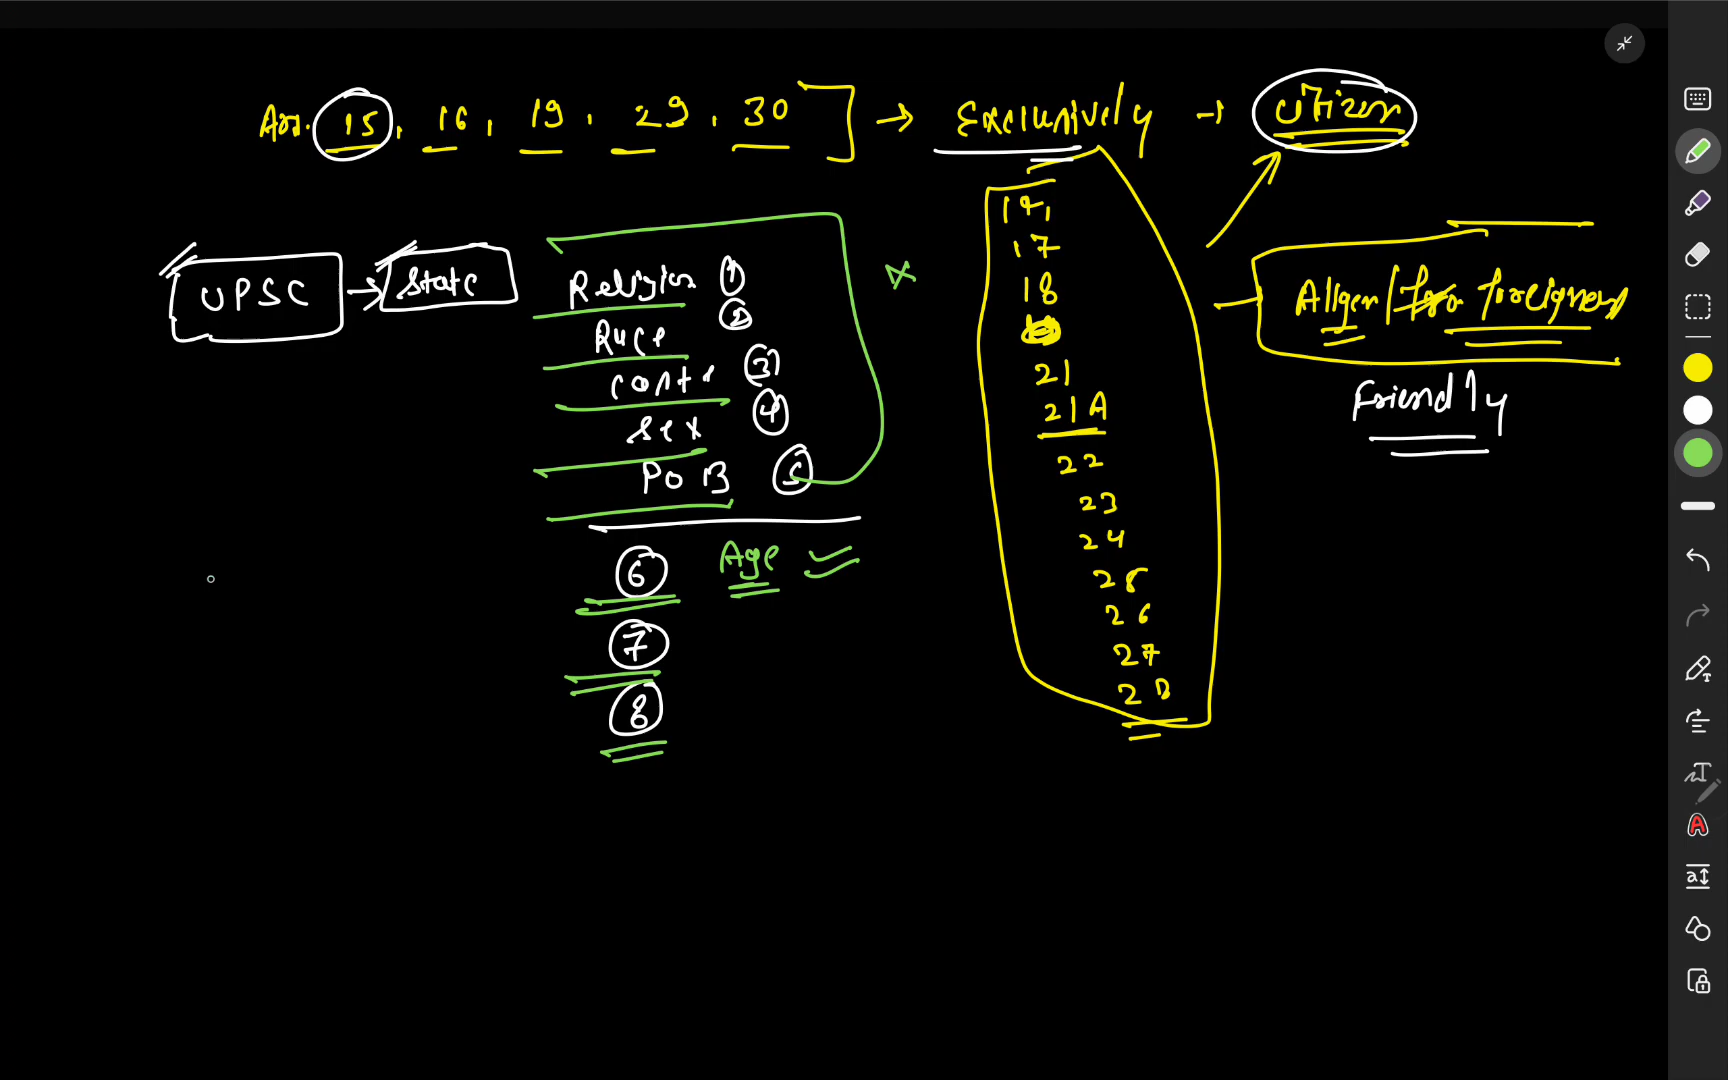 Art. 15, 16, 19, 29, 30 ] → Exclusively → citizen
UPSC → State
Religion ①
Race ②
caste ③
sex ④
PoB ⑤
⑥ Age
⑦
⑧
14,
17
18
21
21A
22
23
24
25
26
27
28
Aligen / foreigner
Friendly